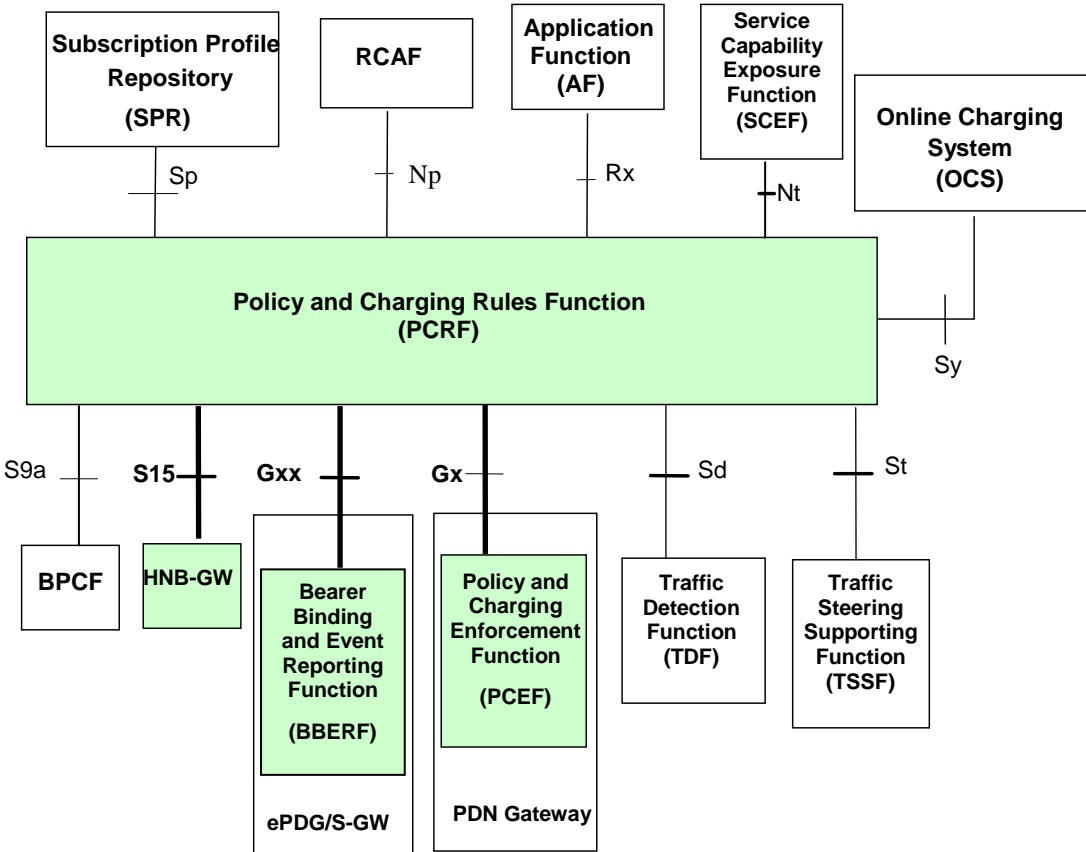 Subscription Profile
Repository
(SPR)
RCAF
Application
Function
(AF)
Service
Capability
Exposure
Function
(SCEF)
Online Charging
System
(OCS)
Sp
Np
Rx
Nt
Sy
Policy and Charging Rules Function
(PCRF)
S9a
S15
Gxx
Gx
Sd
St
BPCF
HNB-GW
Bearer
Binding
and Event
Reporting
Function
(BBERF)
ePDG/S-GW
Policy and
Charging
Enforcement
Function
(PCEF)
PDN Gateway
Traffic
Detection
Function
(TDF)
Traffic
Steering
Supporting
Function
(TSSF)